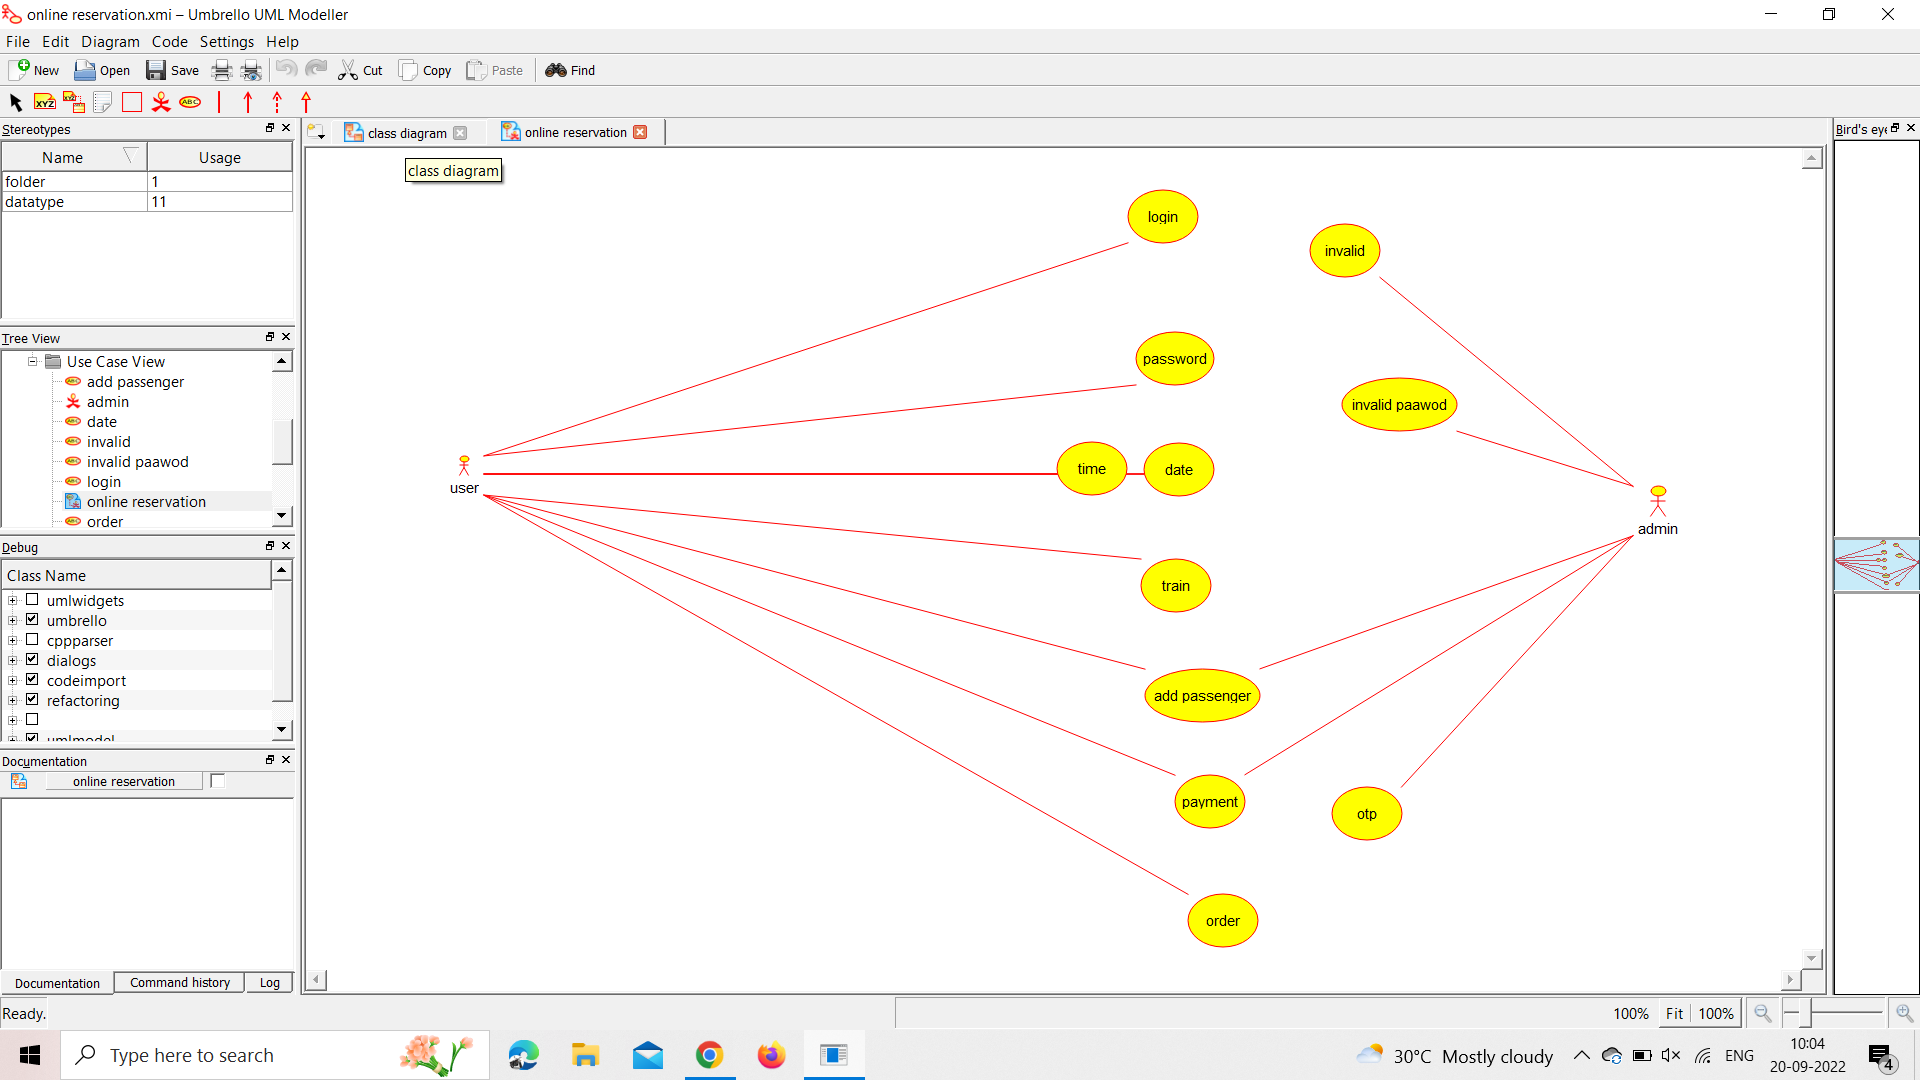 online reservation.xmi – Umbrello UML Modeller
File Edit Diagram Code Settings Help
New Open Save Cut Copy Paste Find
XYZ XYZ ABC
Stereotypes
Name Usage
folder 1
datatype 11
Tree View
Use Case View
add passenger
admin
date
invalid
invalid paawod
login
online reservation
order
Debug
Class Name
umlwidgets
umbrello
cppparser
dialogs
codeimport
refactoring
umlmodel
Documentation
online reservation
Documentation Command history Log
class diagram online reservation
class diagram
login
invalid
password
invalid paawod
time date
user
admin
train
add passenger
payment
otp
order
Bird's eye
Ready.
100% Fit 100%
Type here to search
30°C Mostly cloudy
ENG
10:04
20-09-2022
4